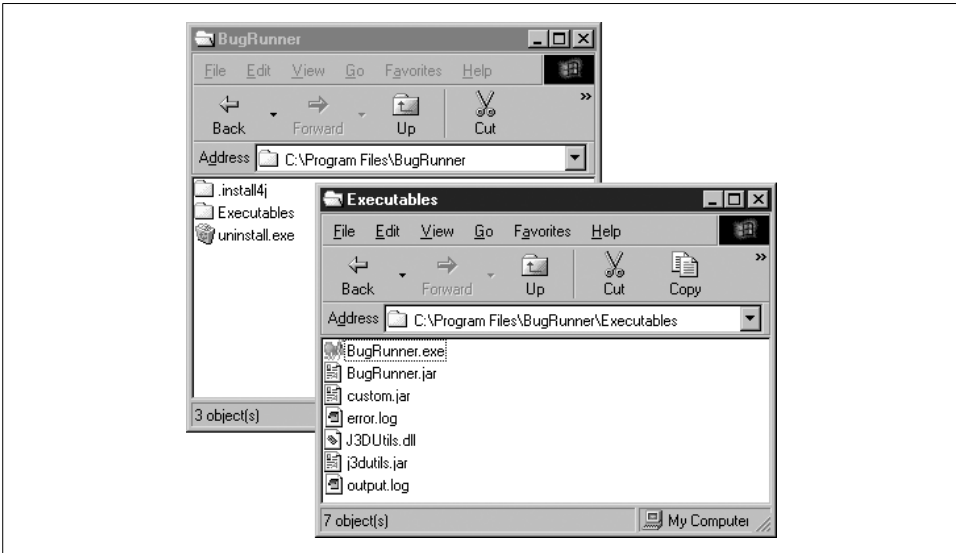 BugRunner
File Edit View Go Favorites Help
Back Forward Up Cut »
Address C:\Program Files\BugRunner
.install4j
Executables
uninstall.exe
3 object(s)
Executables
File Edit View Go Favorites Help
Back Forward Up Cut Copy »
Address C:\Program Files\BugRunner\Executables
BugRunner.exe
BugRunner.jar
custom.jar
error.log
J3DUtils.dll
j3dutils.jar
output.log
7 object(s) My Computer